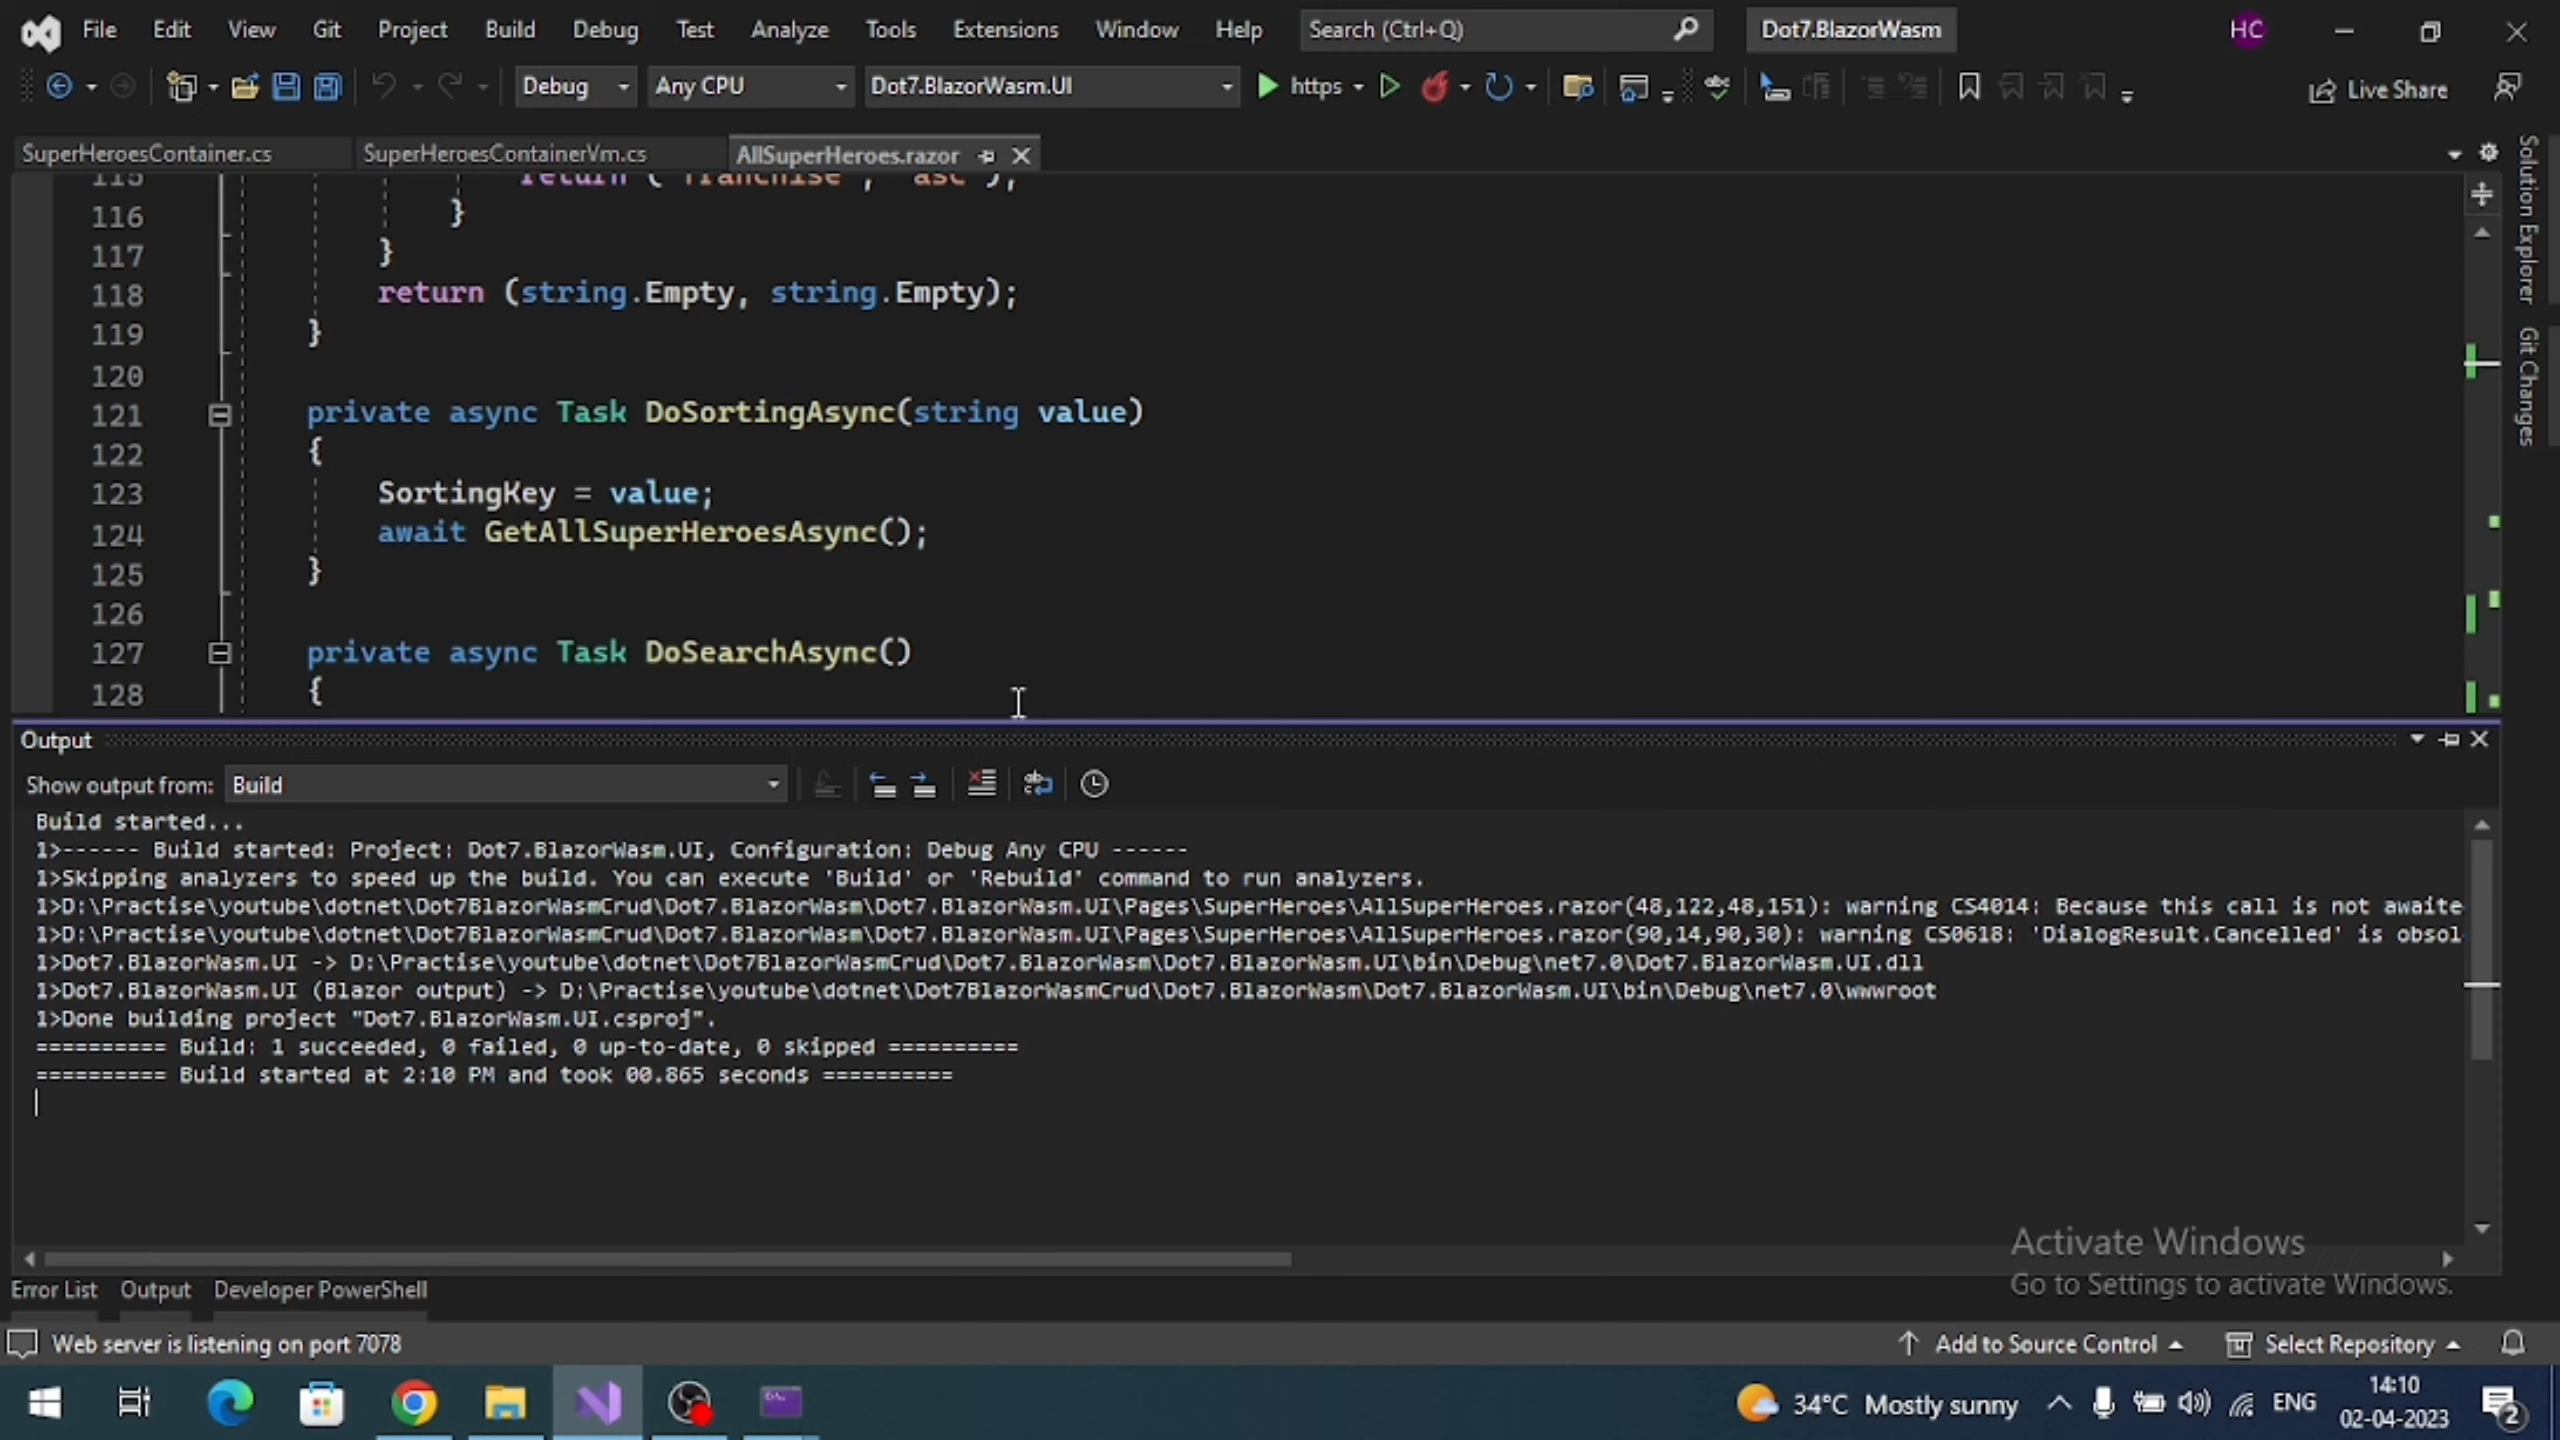 File Edit View Git Project Build Debug Test Analyze Tools Extensions Window Help Search (Ctrl+Q) Dot7.BlazorWasm HC
Debug Any CPU Dot7.BlazorWasm.UI https Live Share
SuperHeroesContainer.cs SuperHeroesContainerVm.cs AllSuperHeroes.razor
115 return ("franchise", "asc");
116 }
117 }
118 return (string.Empty, string.Empty);
119 }
120
121 private async Task DoSortingAsync(string value)
122 {
123 SortingKey = value;
124 await GetAllSuperHeroesAsync();
125 }
126
127 private async Task DoSearchAsync()
128 {
Solution Explorer
Git Changes
Output
Show output from: Build
Build started...
1>------ Build started: Project: Dot7.BlazorWasm.UI, Configuration: Debug Any CPU ------
1>Skipping analyzers to speed up the build. You can execute 'Build' or 'Rebuild' command to run analyzers.
1>D:\Practise\youtube\dotnet\Dot7BlazorWasmCrud\Dot7.BlazorWasm\Dot7.BlazorWasm.UI\Pages\SuperHeroes\AllSuperHeroes.razor(48,122,48,151): warning CS4014: Because this call is not awaite
1>D:\Practise\youtube\dotnet\Dot7BlazorWasmCrud\Dot7.BlazorWasm\Dot7.BlazorWasm.UI\Pages\SuperHeroes\AllSuperHeroes.razor(90,14,90,30): warning CS0618: 'DialogResult.Cancelled' is obsol
1>Dot7.BlazorWasm.UI -> D:\Practise\youtube\dotnet\Dot7BlazorWasmCrud\Dot7.BlazorWasm\Dot7.BlazorWasm.UI\bin\Debug\net7.0\Dot7.BlazorWasm.UI.dll
1>Dot7.BlazorWasm.UI (Blazor output) -> D:\Practise\youtube\dotnet\Dot7BlazorWasmCrud\Dot7.BlazorWasm\Dot7.BlazorWasm.UI\bin\Debug\net7.0\wwwroot
1>Done building project "Dot7.BlazorWasm.UI.csproj".
========== Build: 1 succeeded, 0 failed, 0 up-to-date, 0 skipped ==========
========== Build started at 2:10 PM and took 00.865 seconds ==========
Activate Windows
Go to Settings to activate Windows.
Error List Output Developer PowerShell
Web server is listening on port 7078 Add to Source Control Select Repository
34°C Mostly sunny ENG 14:10
02-04-2023 2